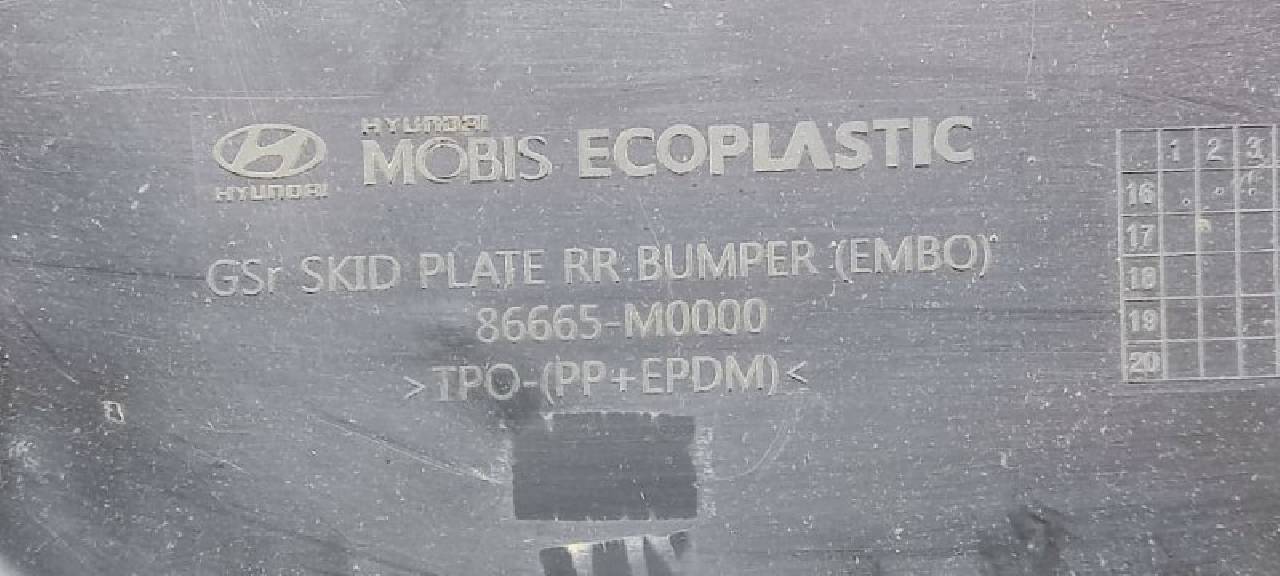 HYUNDAI
HYUNDAI
MOBIS ECOPLASTIC
GSr SKID PLATE RR BUMPER (EMBO)
86665-M0000
>TPO-(PP+EPDM)<
1 2 3
16
17
18
19
20